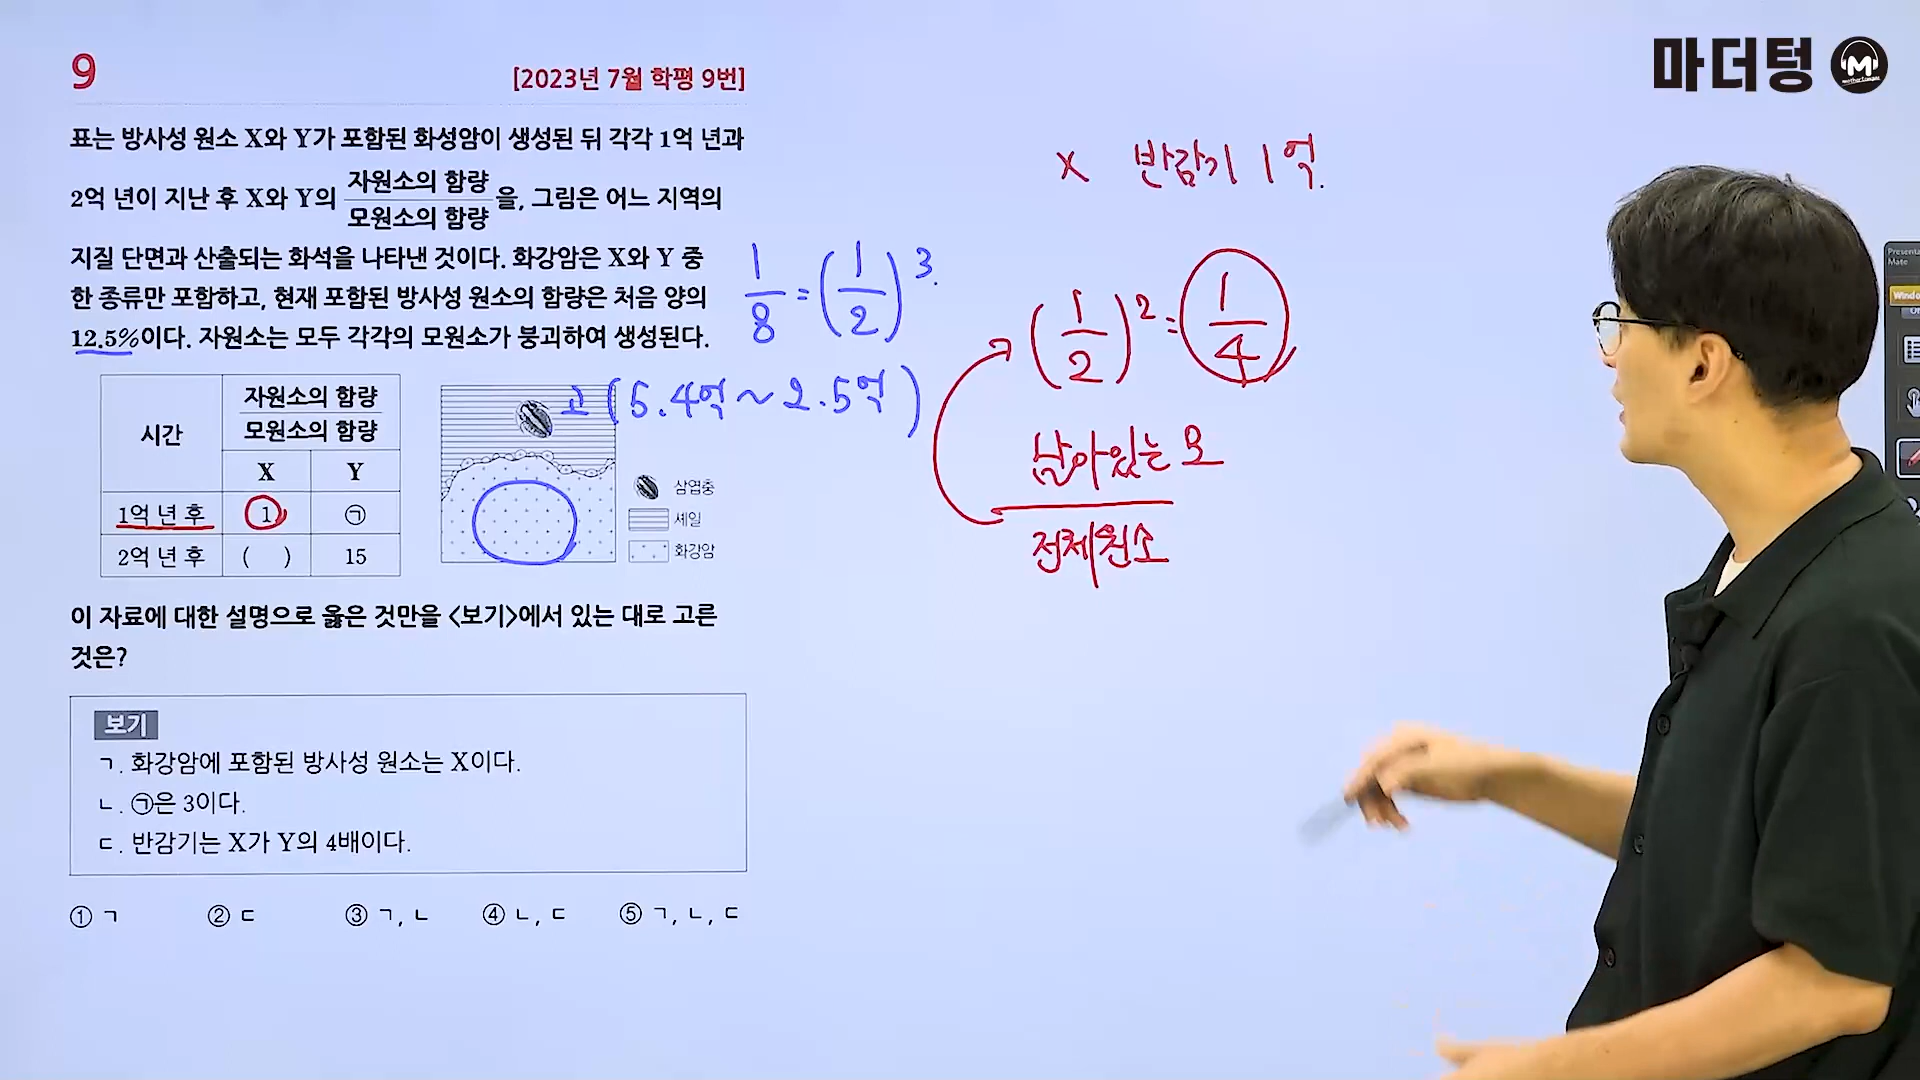 마더텅
9
[2023년 7월 학평 9번]
표는 방사성 원소 X와 Y가 포함된 화성암이 생성된 뒤 각각 1억 년과
2억 년이 지난 후 X와 Y의 자원소의 함량/모원소의 함량을, 그림은 어느 지역의
지질 단면과 산출되는 화석을 나타낸 것이다. 화강암은 X와 Y 중
한 종류만 포함하고, 현재 포함된 방사성 원소의 함량은 처음 양의
12.5%이다. 자원소는 모두 각각의 모원소가 붕괴하여 생성된다.
시간 자원소의 함량/모원소의 함량
X Y
1억 년 후 1 ㉠
2억 년 후 ( ) 15
삼엽충
셰일
화강암
이 자료에 대한 설명으로 옳은 것만을 <보기>에서 있는 대로 고른
것은?
보기
ㄱ. 화강암에 포함된 방사성 원소는 X이다.
ㄴ. ㉠은 3이다.
ㄷ. 반감기는 X가 Y의 4배이다.
① ㄱ ② ㄷ ③ ㄱ, ㄴ ④ ㄴ, ㄷ ⑤ ㄱ, ㄴ, ㄷ
1/8 = (1/2)3.
고 (5.4억 ~ 2.5억)
X 반감기 1억.
(1/2)2 = 1/4
남아있는 모
전체원소
M
Presenta
Mate
Windo